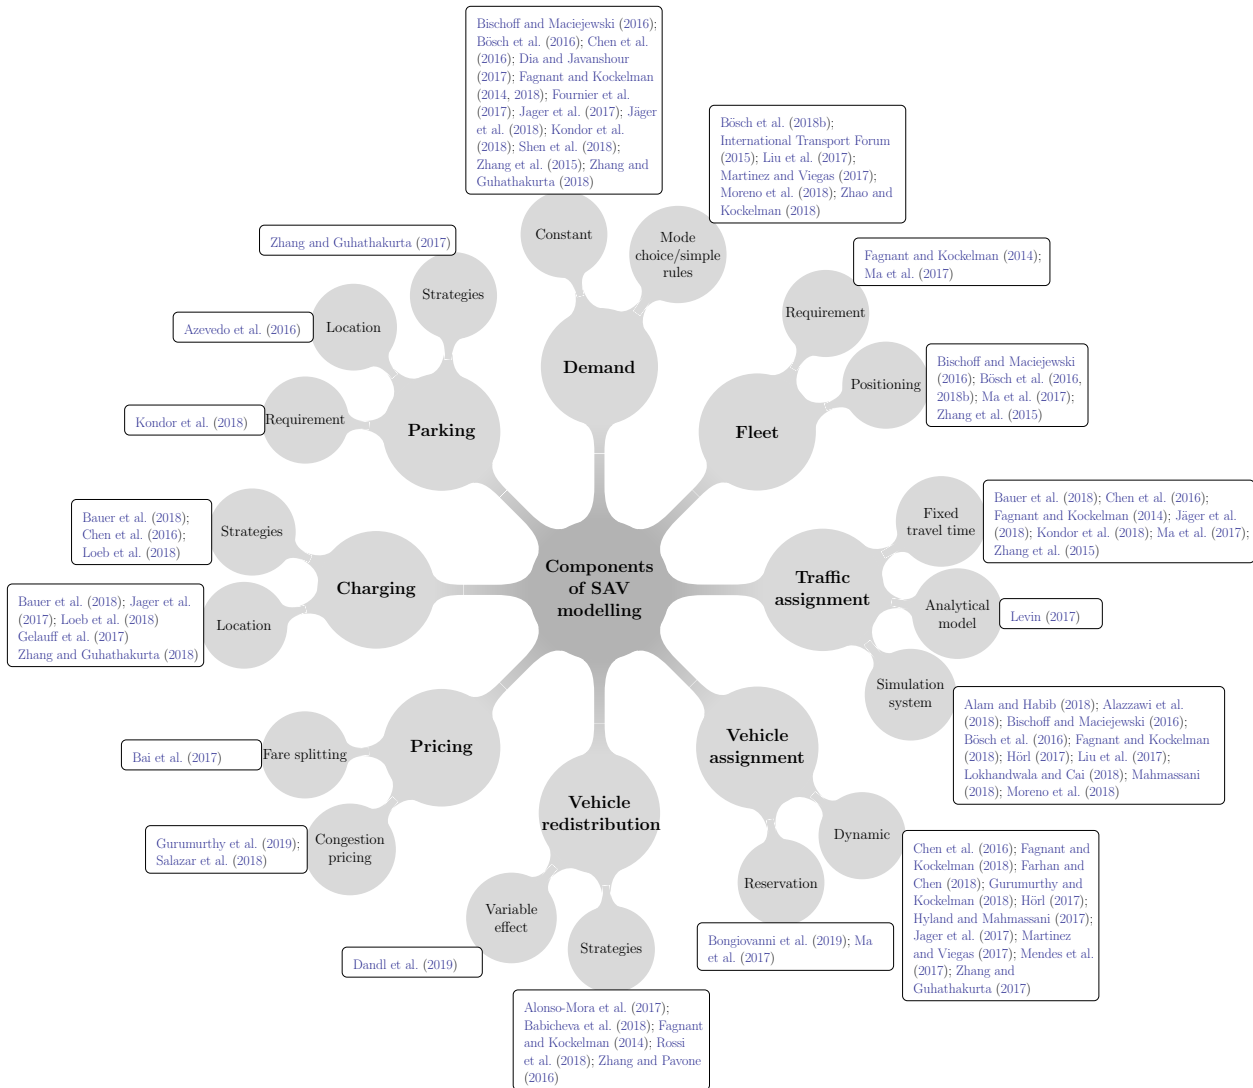 Bischoff and Maciejewski (2016);
Bösch et al. (2016); Chen et al.
(2016); Dia and Javanshour
(2017); Fagnant and Kockelman
(2014, 2018); Fournier et al.
(2017); Jager et al. (2017); Jäger
et al. (2018); Kondor et al.
(2018); Shen et al. (2018);
Zhang et al. (2015); Zhang and
Guhathakurta (2018)
Constant
Bösch et al. (2018b);
International Transport Forum
(2015); Liu et al. (2017);
Martinez and Viegas (2017);
Moreno et al. (2018); Zhao and
Kockelman (2018)
Mode
choice/simple
rules
Demand
Fagnant and Kockelman (2014);
Ma et al. (2017)
Requirement
Bischoff and Maciejewski
(2016); Bösch et al. (2016,
2018b); Ma et al. (2017);
Zhang et al. (2015)
Positioning
Fleet
Bauer et al. (2018); Chen et al. (2016);
Fagnant and Kockelman (2014); Jäger et al.
(2018); Kondor et al. (2018); Ma et al. (2017);
Zhang et al. (2015)
Fixed
travel time
Analytical
model
Levin (2017)
Simulation
system
Alam and Habib (2018); Alazzawi et al.
(2018); Bischoff and Maciejewski (2016);
Bösch et al. (2016); Fagnant and Kockelman
(2018); Hörl (2017); Liu et al. (2017);
Lokhandwala and Cai (2018); Mahmassani
(2018); Moreno et al. (2018)
Traffic
assignment
Vehicle
assignment
Dynamic
Chen et al. (2016); Fagnant and
Kockelman (2018); Farhan and
Chen (2018); Gurumurthy and
Kockelman (2018); Hörl (2017);
Hyland and Mahmassani (2017);
Jager et al. (2017); Martinez
and Viegas (2017); Mendes et al.
(2017); Zhang and
Guhathakurta (2017)
Reservation
Bongiovanni et al. (2019); Ma
et al. (2017)
Vehicle
redistribution
Strategies
Alonso-Mora et al. (2017);
Babicheva et al. (2018); Fagnant
and Kockelman (2014); Rossi
et al. (2018); Zhang and Pavone
(2016)
Variable
effect
Dandl et al. (2019)
Pricing
Congestion
pricing
Gurumurthy et al. (2019);
Salazar et al. (2018)
Fare splitting
Bai et al. (2017)
Charging
Location
Bauer et al. (2018); Jager et al.
(2017); Loeb et al. (2018)
Gelauff et al. (2017)
Zhang and Guhathakurta (2018)
Strategies
Bauer et al. (2018);
Chen et al. (2016);
Loeb et al. (2018)
Parking
Requirement
Kondor et al. (2018)
Location
Azevedo et al. (2016)
Strategies
Zhang and Guhathakurta (2017)
Components
of SAV
modelling